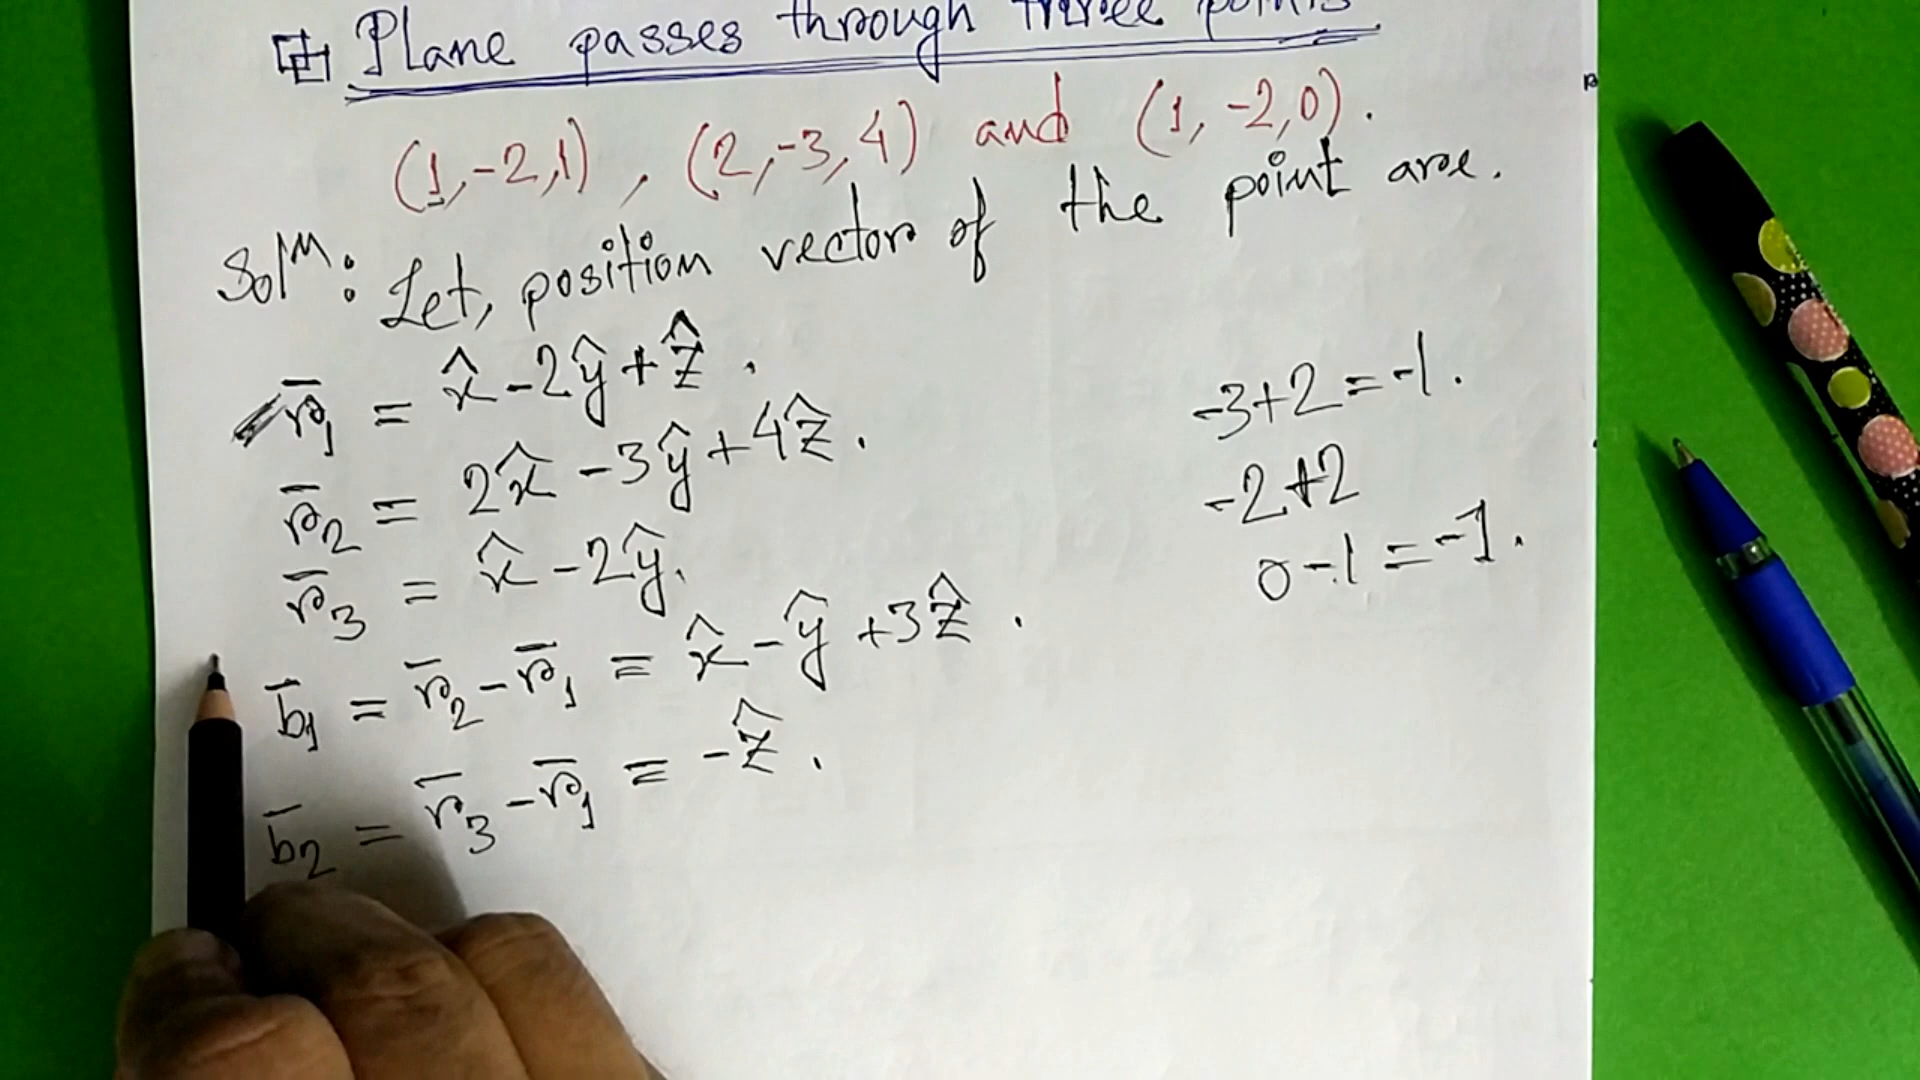 Plane passes through three points
(1,-2,1), (2,-3,4) and (1,-2,0).
Solⁿ: Let, position vector of the point are.
r̄₁ = x̂-2ŷ+ẑ.
r̄₂ = 2x̂-3ŷ+4ẑ.
r̄₃ = x̂-2ŷ.
b̄₁ = r̄₂-r̄₁ = x̂-ŷ+3ẑ.
b̄₂ = r̄₃-r̄₁ = -ẑ.
-3+2=-1.
-2+2
0-1=-1.